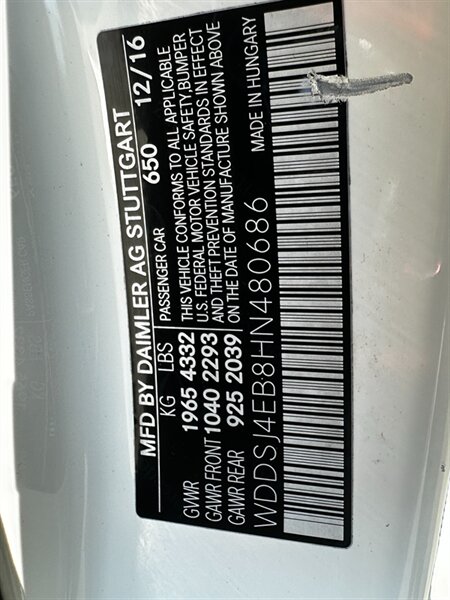 MFD BY DAIMLER AG STUTTGART
650 12/16
KG LBS PASSENGER CAR
GVWR 1965 4332 THIS VEHICLE CONFORMS TO ALL APPLICABLE
GAWR FRONT 1040 2293 U.S. FEDERAL MOTOR VEHICLE SAFETY, BUMPER
GAWR REAR 925 2039 AND THEFT PREVENTION STANDARDS IN EFFECT
ON THE DATE OF MANUFACTURE SHOWN ABOVE
WDDSJ4EB8HN480686 MADE IN HUNGARY